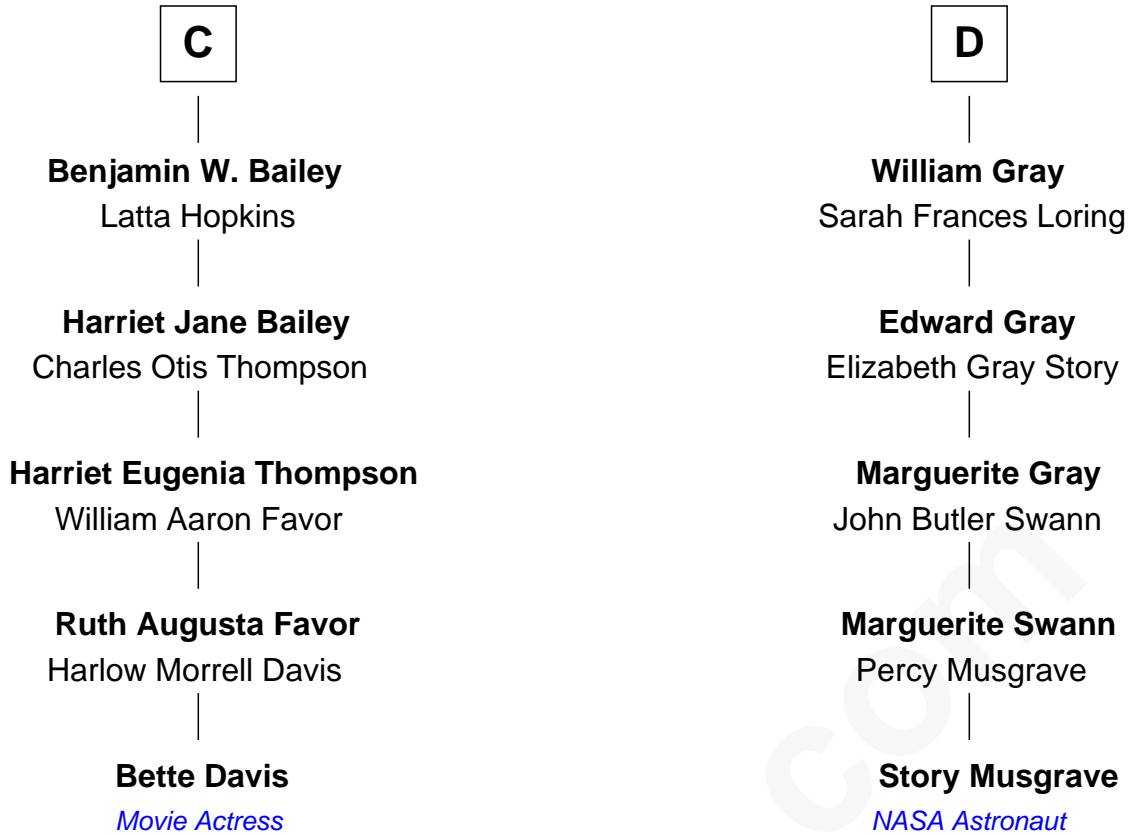 C
Benjamin W. Bailey
Latta Hopkins
Harriet Jane Bailey
Charles Otis Thompson
Harriet Eugenia Thompson
William Aaron Favor
Ruth Augusta Favor
Harlow Morrell Davis
Bette Davis
Movie Actress
D
William Gray
Sarah Frances Loring
Edward Gray
Elizabeth Gray Story
Marguerite Gray
John Butler Swann
Marguerite Swann
Percy Musgrave
Story Musgrave
NASA Astronaut
com